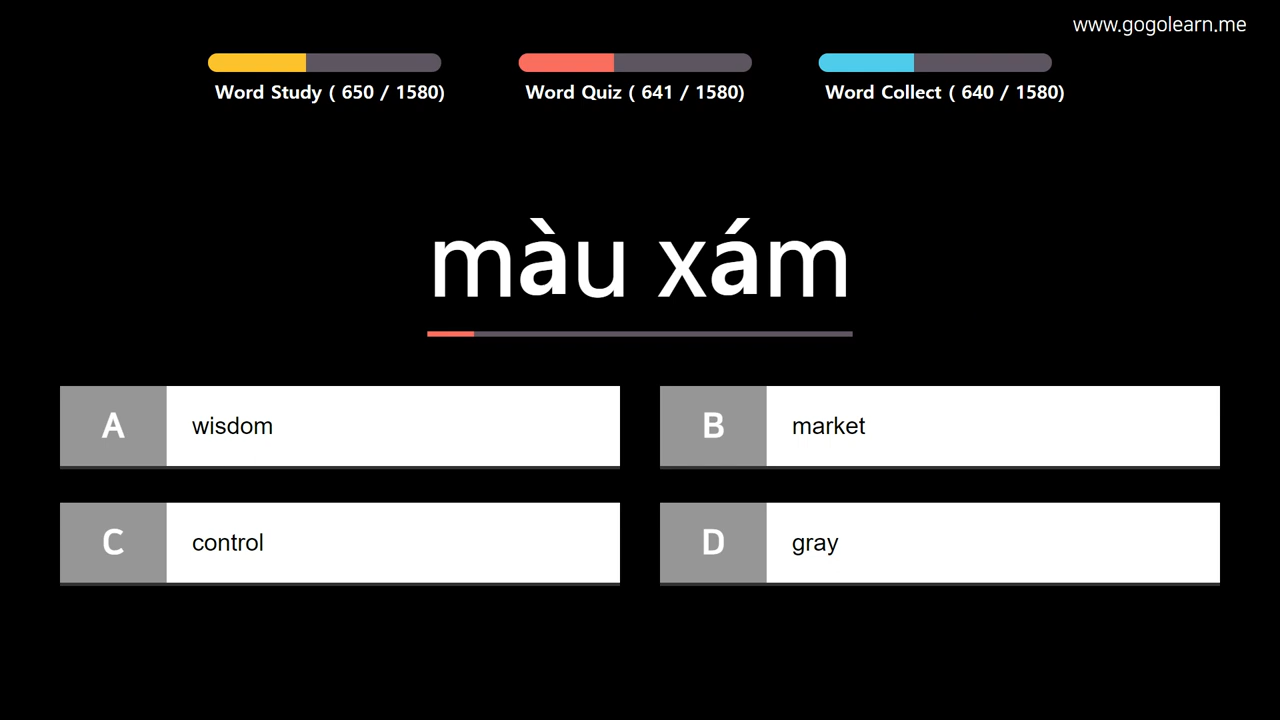 www.gogolearn.me
Word Study ( 650 / 1580)
Word Quiz ( 641 / 1580)
Word Collect ( 640 / 1580)
màu xám
A wisdom
B market
C control
D gray